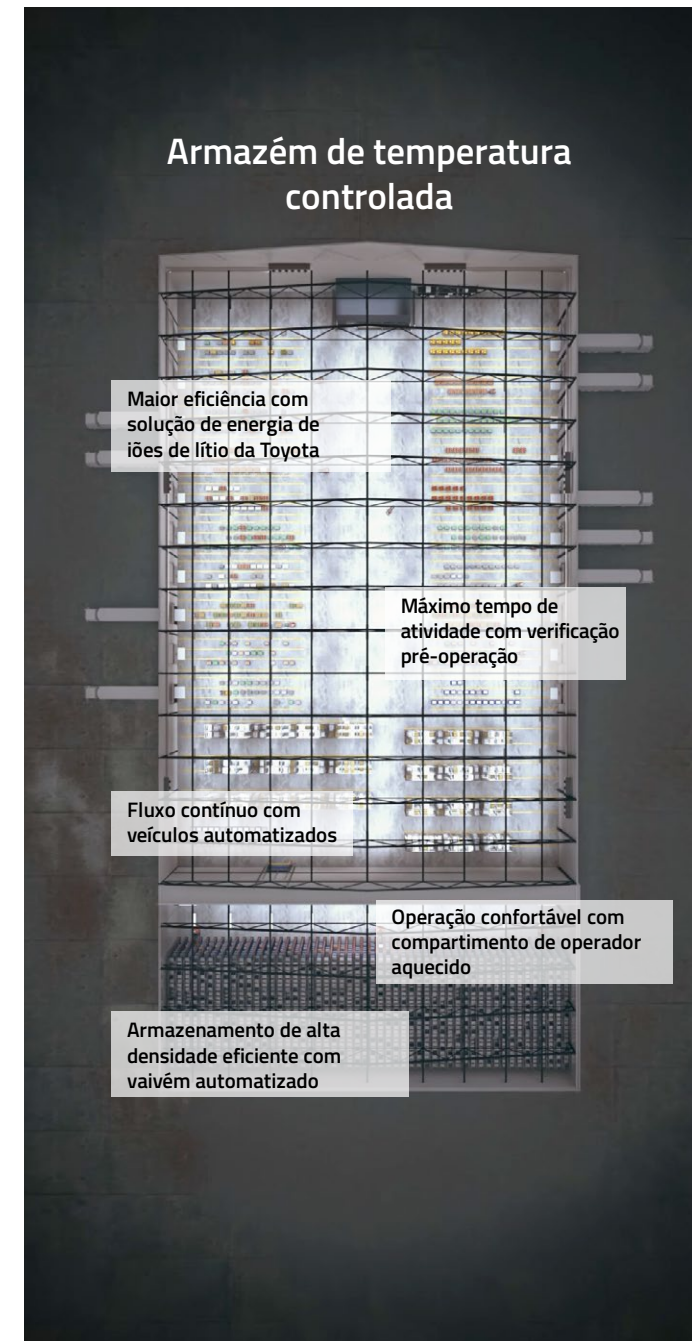 Armazém de temperatura
controlada
Maior eficiência com
solução de energia de
iões de lítio da Toyota
Máximo tempo de
atividade com verificação
pré-operação
Fluxo contínuo com
veículos automatizados
Operação confortável com
compartimento de operador
aquecido
Armazenamento de alta
densidade eficiente com
vaivém automatizado